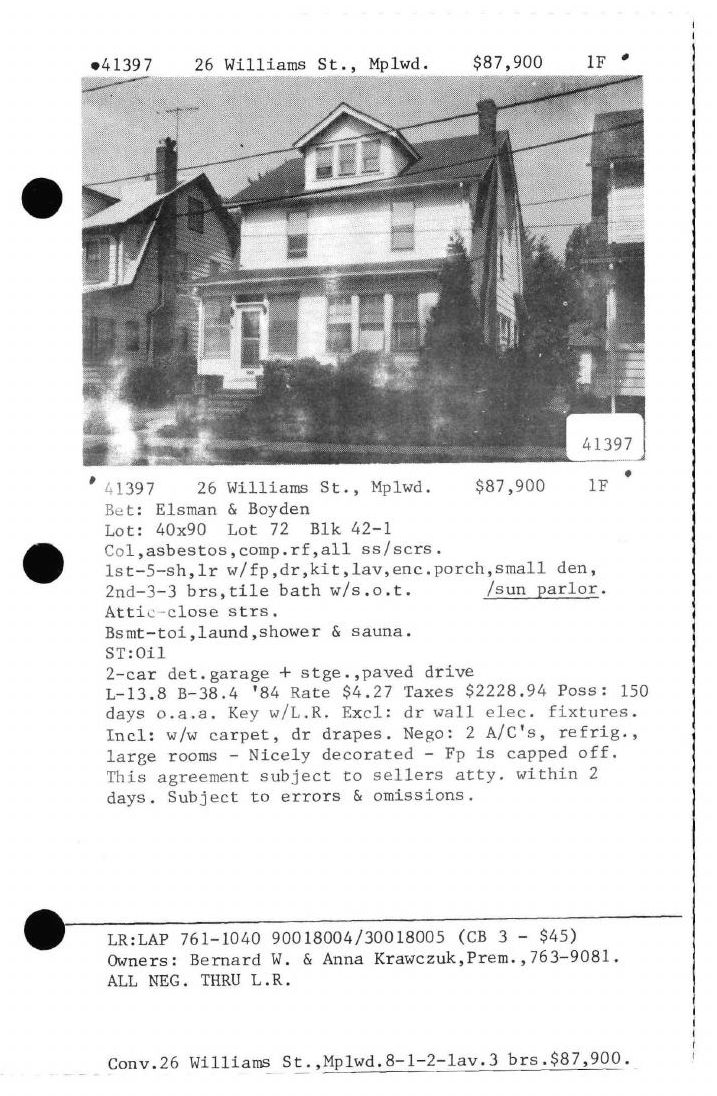 •41397 26 Williams St., Mplwd. $87,900 1F
41397
41397 26 Williams St., Mplwd. $87,900 1F
Bet: Elsman & Boyden
Lot: 40x90 Lot 72 Blk 42-1
Col,asbestos,comp.rf,all ss/scrs.
1st-5-sh,lr w/fp,dr,kit,lav,enc.porch,small den,
2nd-3-3 brs,tile bath w/s.o.t. /sun parlor.
Attic-close strs.
Bsmt-toi,laund,shower & sauna.
ST:Oil
2-car det.garage + stge.,paved drive
L-13.8 B-38.4 '84 Rate $4.27 Taxes $2228.94 Poss: 150
days o.a.a. Key w/L.R. Excl: dr wall elec. fixtures.
Incl: w/w carpet, dr drapes. Nego: 2 A/C's, refrig.,
large rooms - Nicely decorated - Fp is capped off.
This agreement subject to sellers atty. within 2
days. Subject to errors & omissions.
LR:LAP 761-1040 90018004/30018005 (CB 3 - $45)
Owners: Bernard W. & Anna Krawczuk,Prem.,763-9081.
ALL NEG. THRU L.R.
Conv.26 Williams St.,Mplwd.8-1-2-lav.3 brs.$87,900.